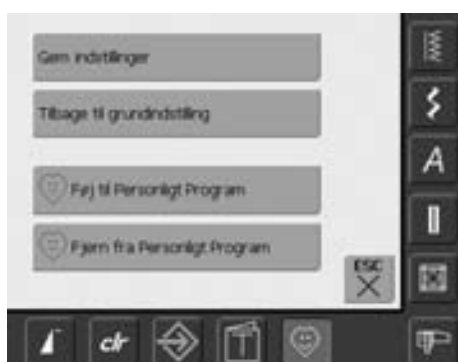 Gem indstillinger
Tilbage til grundindstilling
Føj til Personligt Program
Fjern fra Personligt Program
ESC
A
clr